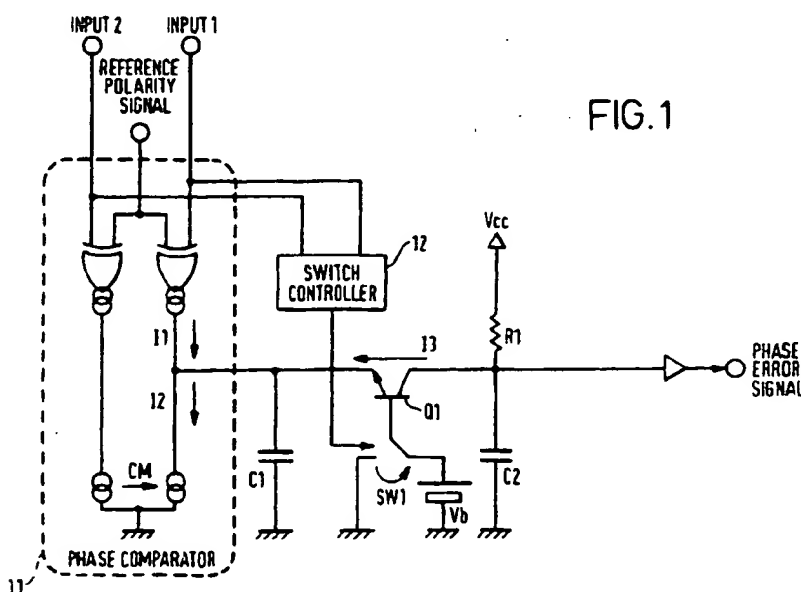 INPUT 2
INPUT 1
REFERENCE
POLARITY
SIGNAL
FIG.1
Vcc
12
SWITCH
CONTROLLER
R1
I1
I3
PHASE
ERROR
SIGNAL
I2
Q1
CM
C1
SW1
Vb
C2
PHASE COMPARATOR
11